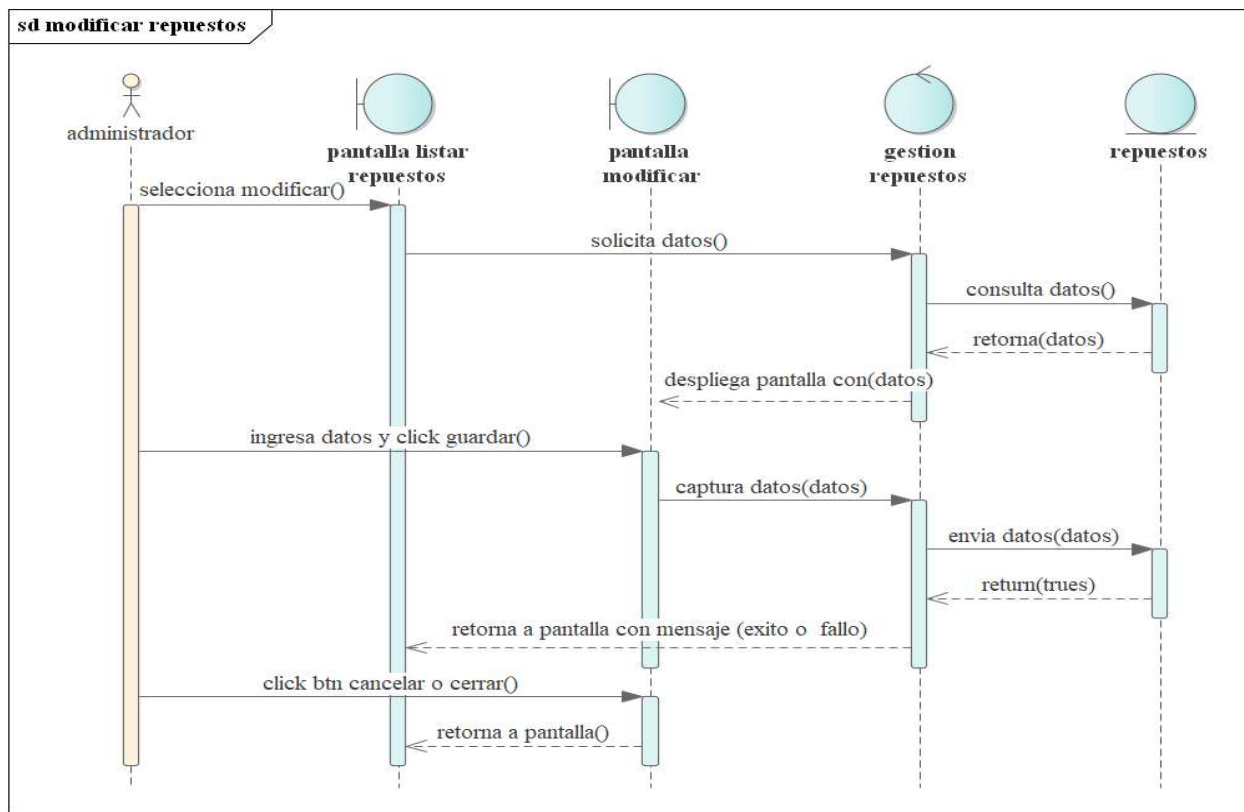 sd modificar repuestos
administrador
pantalla listar
repuestos
pantalla
modificar
gestion
repuestos
repuestos
selecciona modificar()
solicita datos()
consulta datos()
retorna(datos)
despliega pantalla con(datos)
ingresa datos y click guardar()
captura datos(datos)
envia datos(datos)
return(trues)
retorna a pantalla con mensaje (exito o  fallo)
click btn cancelar o cerrar()
retorna a pantalla()